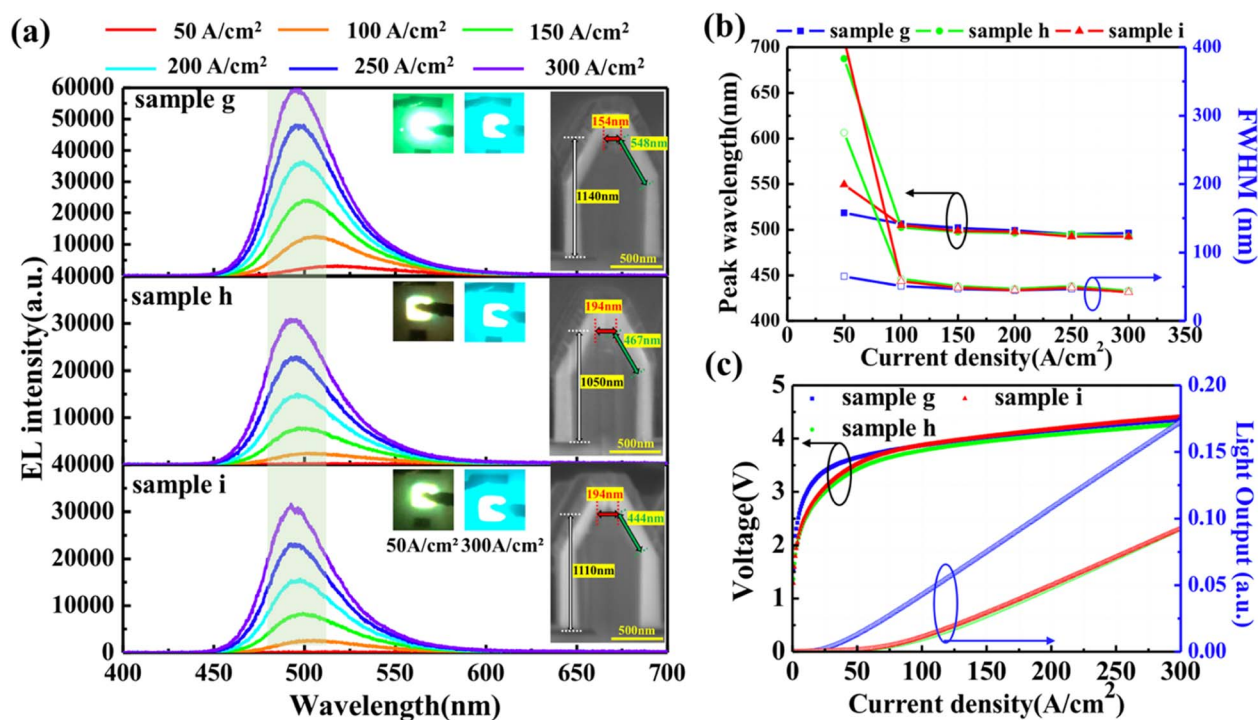 (a)
50 A/cm²
100 A/cm²
150 A/cm²
200 A/cm²
250 A/cm²
300 A/cm²
EL intensity(a.u.)
60000
50000
40000
30000
20000
10000
sample g
154nm
548nm
1140nm
500nm
40000
30000
20000
10000
sample h
194nm
467nm
1050nm
500nm
40000
30000
20000
10000
0
sample i
50A/cm² 300A/cm²
194nm
444nm
1110nm
500nm
400 450 500 550 600 650 700
Wavelength(nm)
(b)
sample g sample h sample i
Peak wavelength(nm)
700
650
600
550
500
450
400
FWHM (nm)
400
300
200
100
0
0 50 100 150 200 250 300
Current density(A/cm²)
(c)
sample g sample i
sample h
Voltage(V)
5
4
3
2
1
0
Light Output (a.u.)
0.20
0.15
0.10
0.05
0.00
0 50 100 150 200 250 300
Current density(A/cm²)